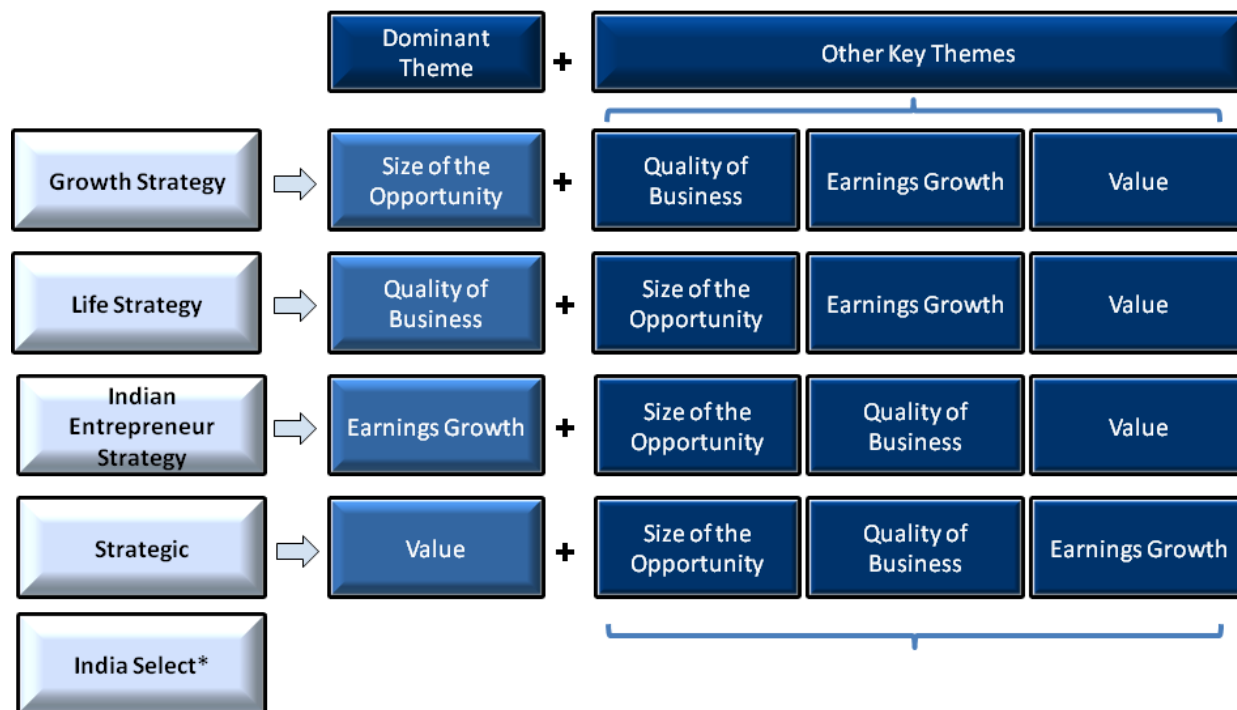 Dominant
Theme
+
Other Key Themes
Growth Strategy
Size of the
Opportunity
+
Quality of
Business
Earnings Growth
Value
Life Strategy
Quality of
Business
+
Size of the
Opportunity
Earnings Growth
Value
Indian
Entrepreneur
Strategy
Earnings Growth
+
Size of the
Opportunity
Quality of
Business
Value
Strategic
Value
+
Size of the
Opportunity
Quality of
Business
Earnings Growth
India Select*